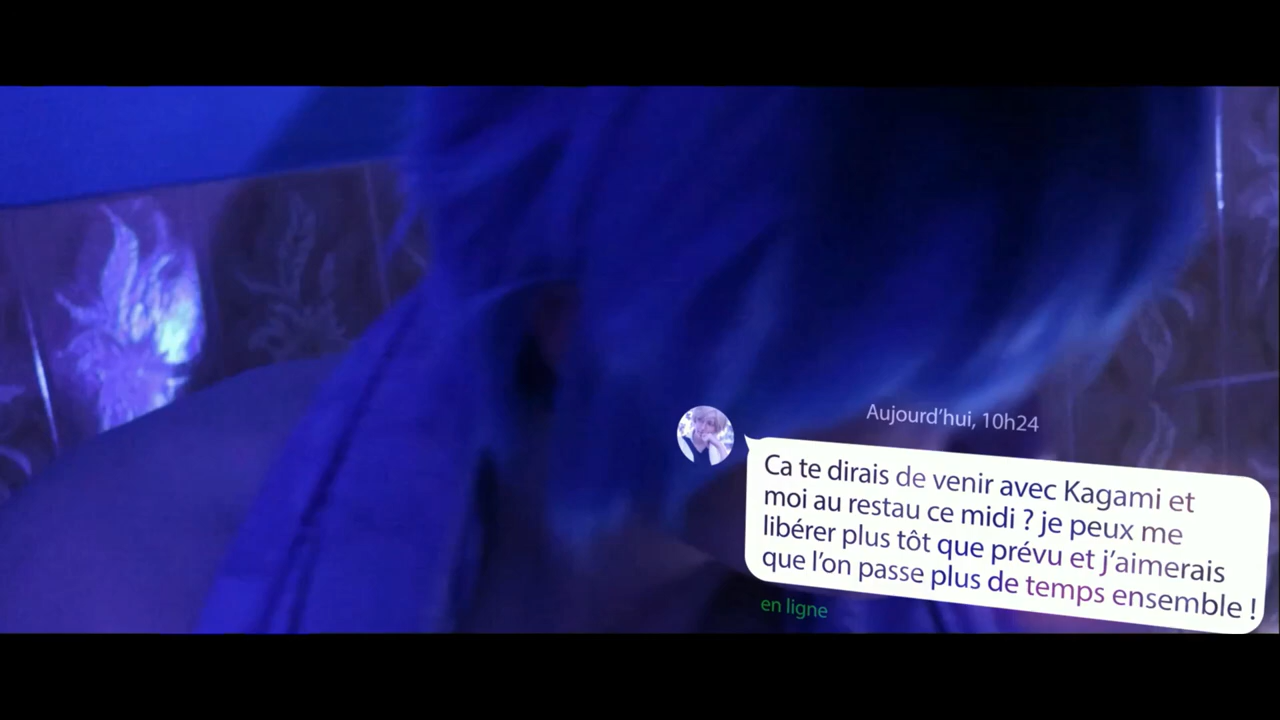 Aujourd'hui, 10h24
Ca te dirais de venir avec Kagami et
moi au restau ce midi ? je peux me
libérer plus tôt que prévu et j'aimerais
que l'on passe plus de temps ensemble !
en ligne